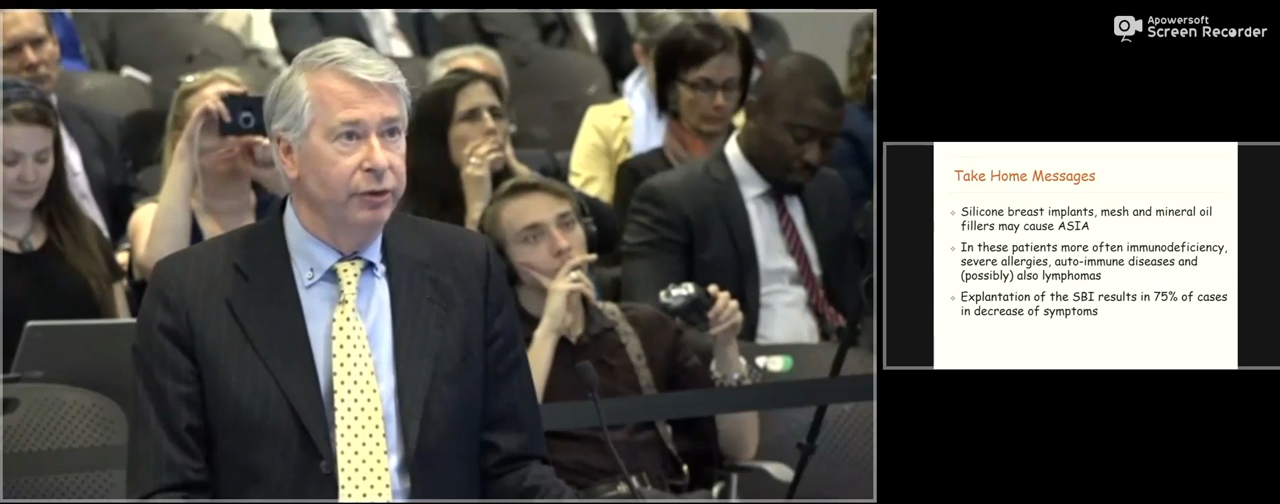 Apowersoft
Screen Recorder
Take Home Messages
Silicone breast implants, mesh and mineral oil
fillers may cause ASIA
In these patients more often immunodeficiency,
severe allergies, auto-immune diseases and
(possibly) also lymphomas
Explantation of the SBI results in 75% of cases
in decrease of symptoms